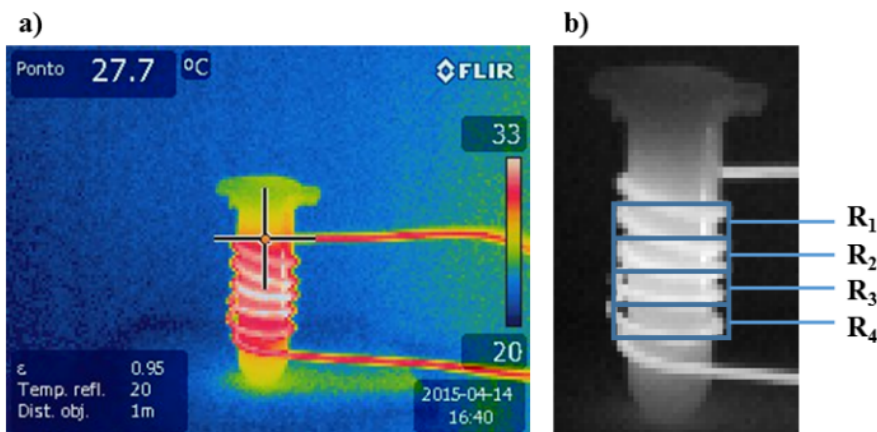 a)
b)
Ponto 27.7 ºC
FLIR
33
20
ε 0.95
Temp. refl. 20
Dist. obj. 1m
2015-04-14
16:40
R₁
R₂
R₃
R₄